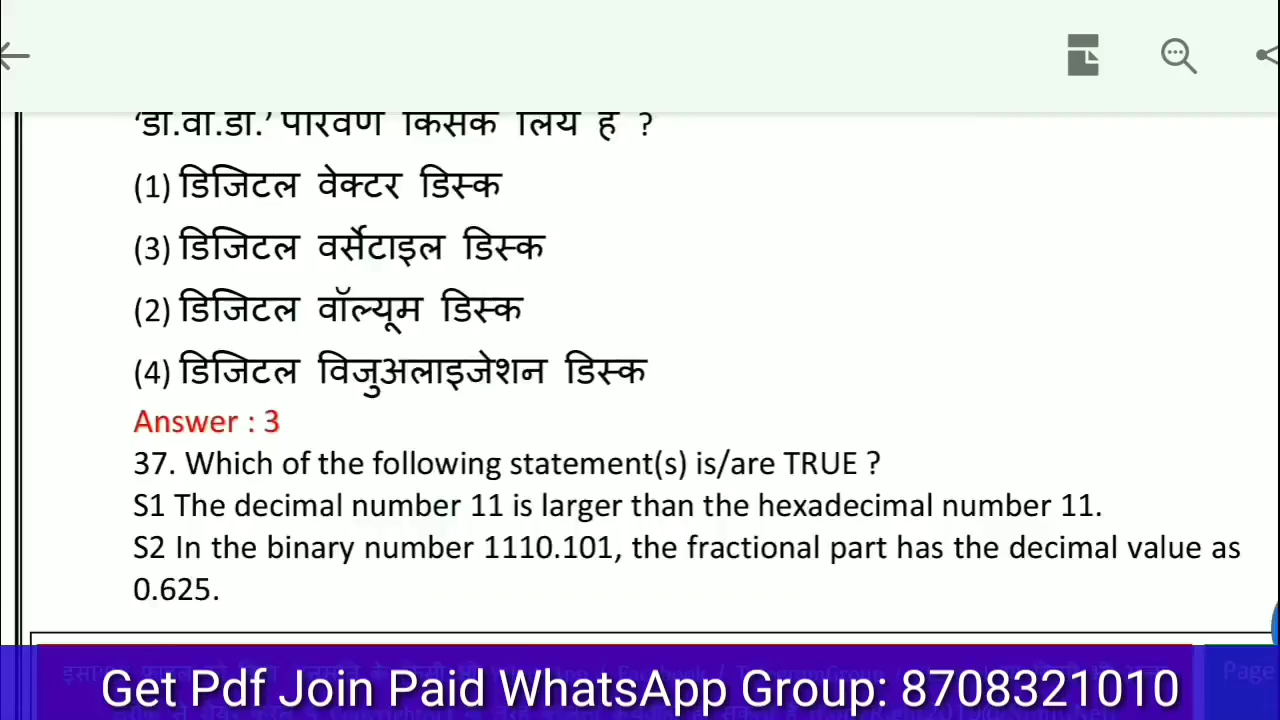 ‘डी.वी.डी.’ परिवर्ण किसके लिये है ?
(1) डिजिटल वेक्टर डिस्क
(3) डिजिटल वर्सेटाइल डिस्क
(2) डिजिटल वॉल्यूम डिस्क
(4) डिजिटल विजुअलाइजेशन डिस्क
Answer : 3
37. Which of the following statement(s) is/are TRUE ?
S1 The decimal number 11 is larger than the hexadecimal number 11.
S2 In the binary number 1110.101, the fractional part has the decimal value as
0.625.
Page
Get Pdf Join Paid WhatsApp Group: 8708321010